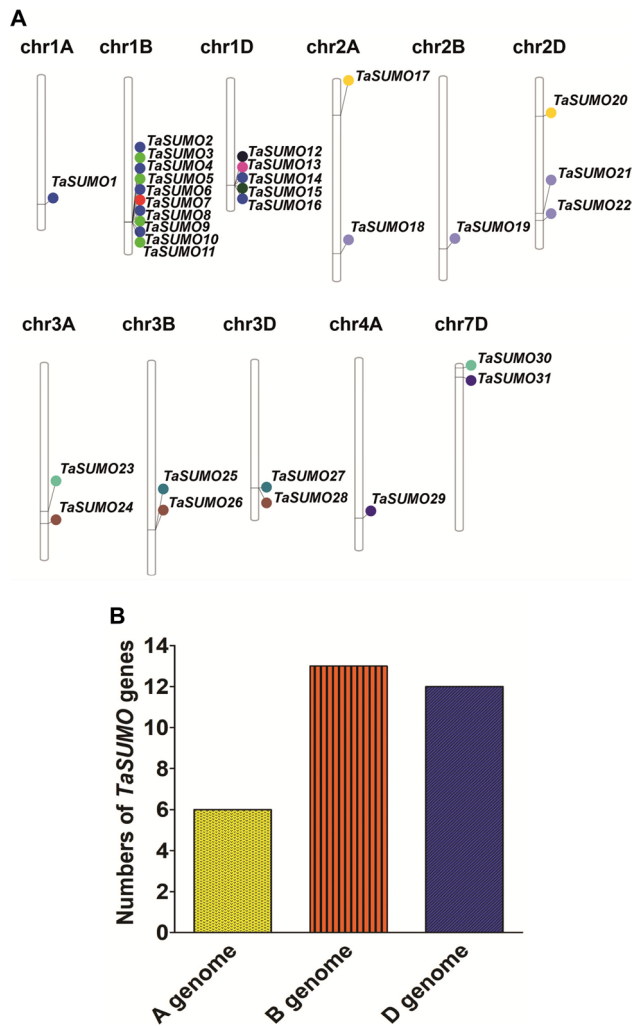 A
chr1A chr1B chr1D chr2A chr2B chr2D
TaSUMO1
TaSUMO2
TaSUMO3
TaSUMO4
TaSUMO5
TaSUMO6
TaSUMO7
TaSUMO8
TaSUMO9
TaSUMO10
TaSUMO11
TaSUMO12
TaSUMO13
TaSUMO14
TaSUMO15
TaSUMO16
TaSUMO17
TaSUMO18
TaSUMO19
TaSUMO20
TaSUMO21
TaSUMO22
chr3A chr3B chr3D chr4A chr7D
TaSUMO23
TaSUMO24
TaSUMO25
TaSUMO26
TaSUMO27
TaSUMO28
TaSUMO29
TaSUMO30
TaSUMO31
B
Numbers of TaSUMO genes
14
12
10
8
6
4
2
0
A genome
B genome
D genome